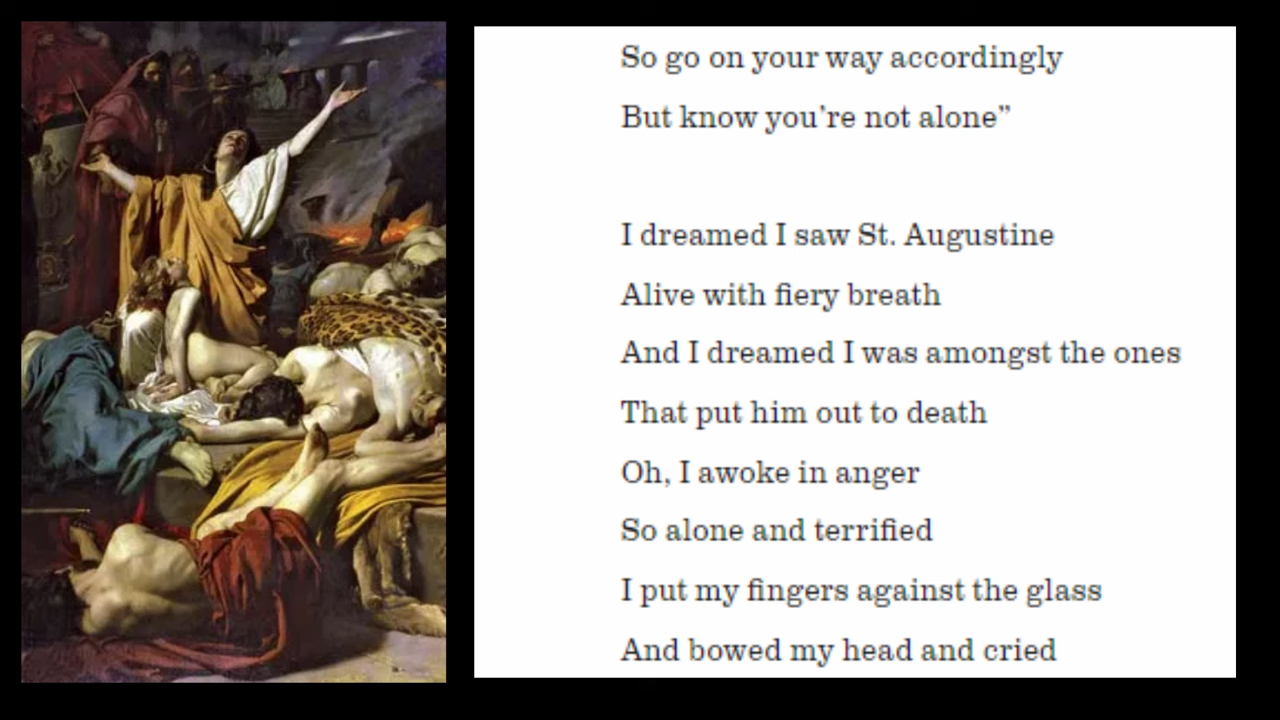 So go on your way accordingly
But know you're not alone”
I dreamed I saw St. Augustine
Alive with fiery breath
And I dreamed I was amongst the ones
That put him out to death
Oh, I awoke in anger
So alone and terrified
I put my fingers against the glass
And bowed my head and cried